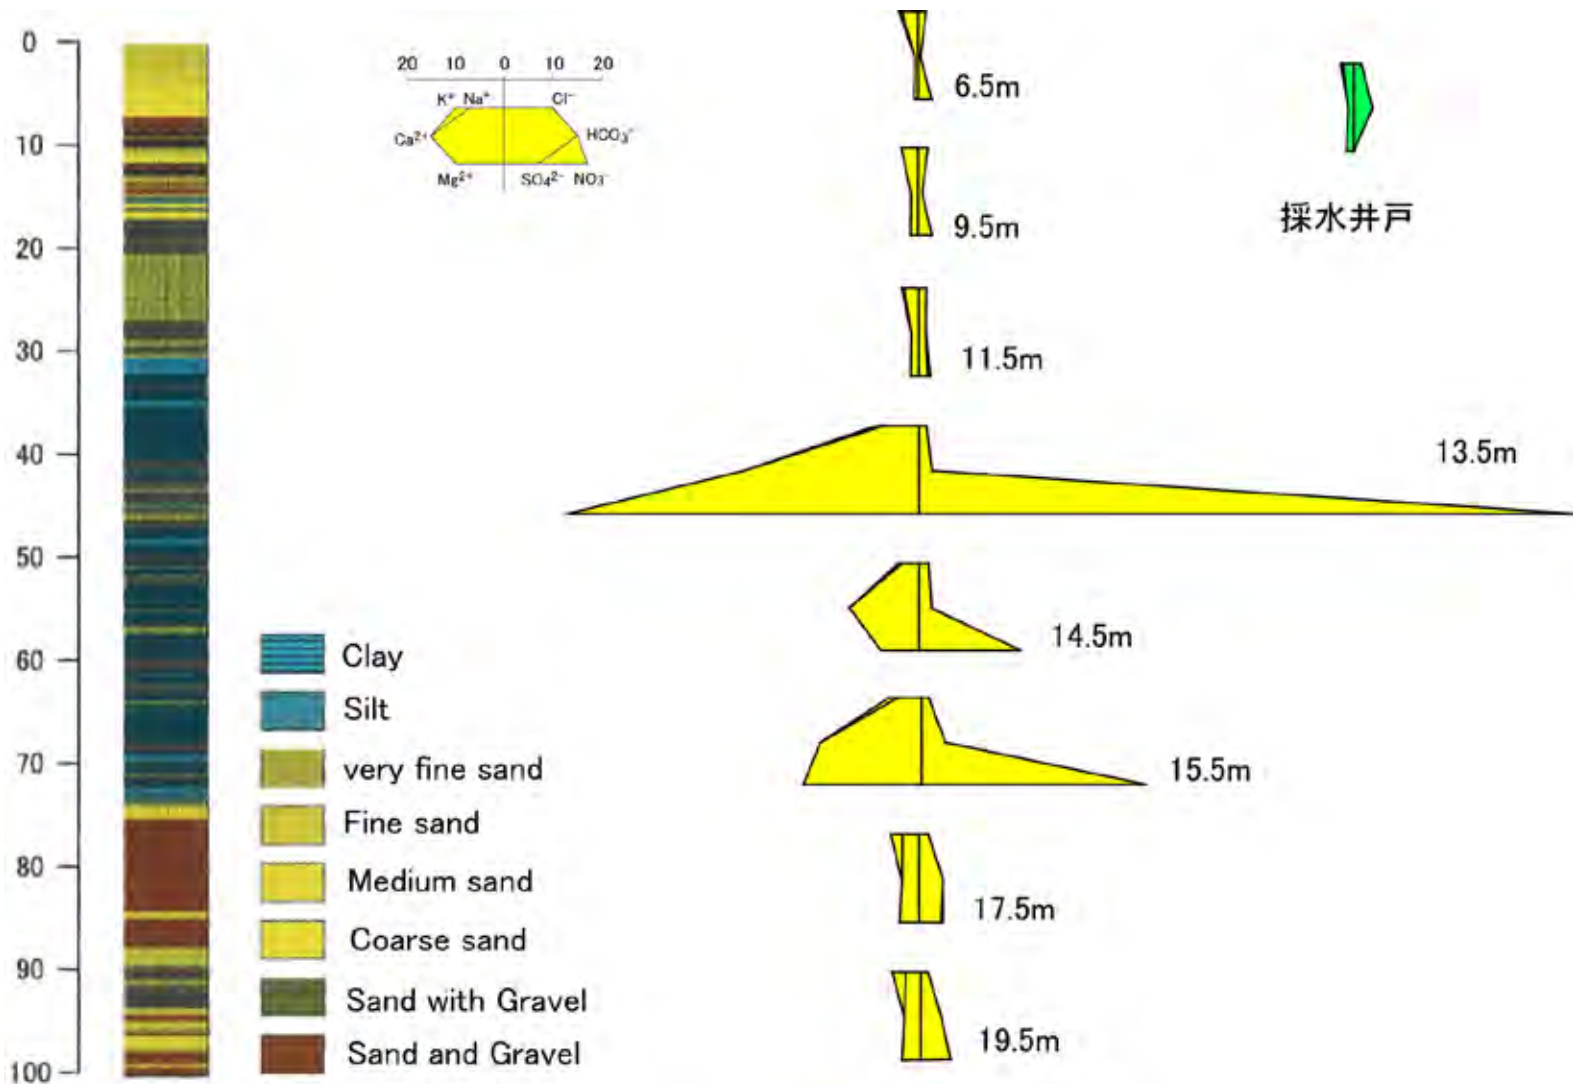 0
10
20
30
40
50
60
70
80
90
100
20 10 0 10 20
K⁺ Na⁺ Cl⁻
Ca²⁺ HCO₃⁻
Mg²⁺ SO₄²⁻ NO₃⁻
Clay
Silt
very fine sand
Fine sand
Medium sand
Coarse sand
Sand with Gravel
Sand and Gravel
6.5m
9.5m
11.5m
13.5m
14.5m
15.5m
17.5m
19.5m
採水井戸